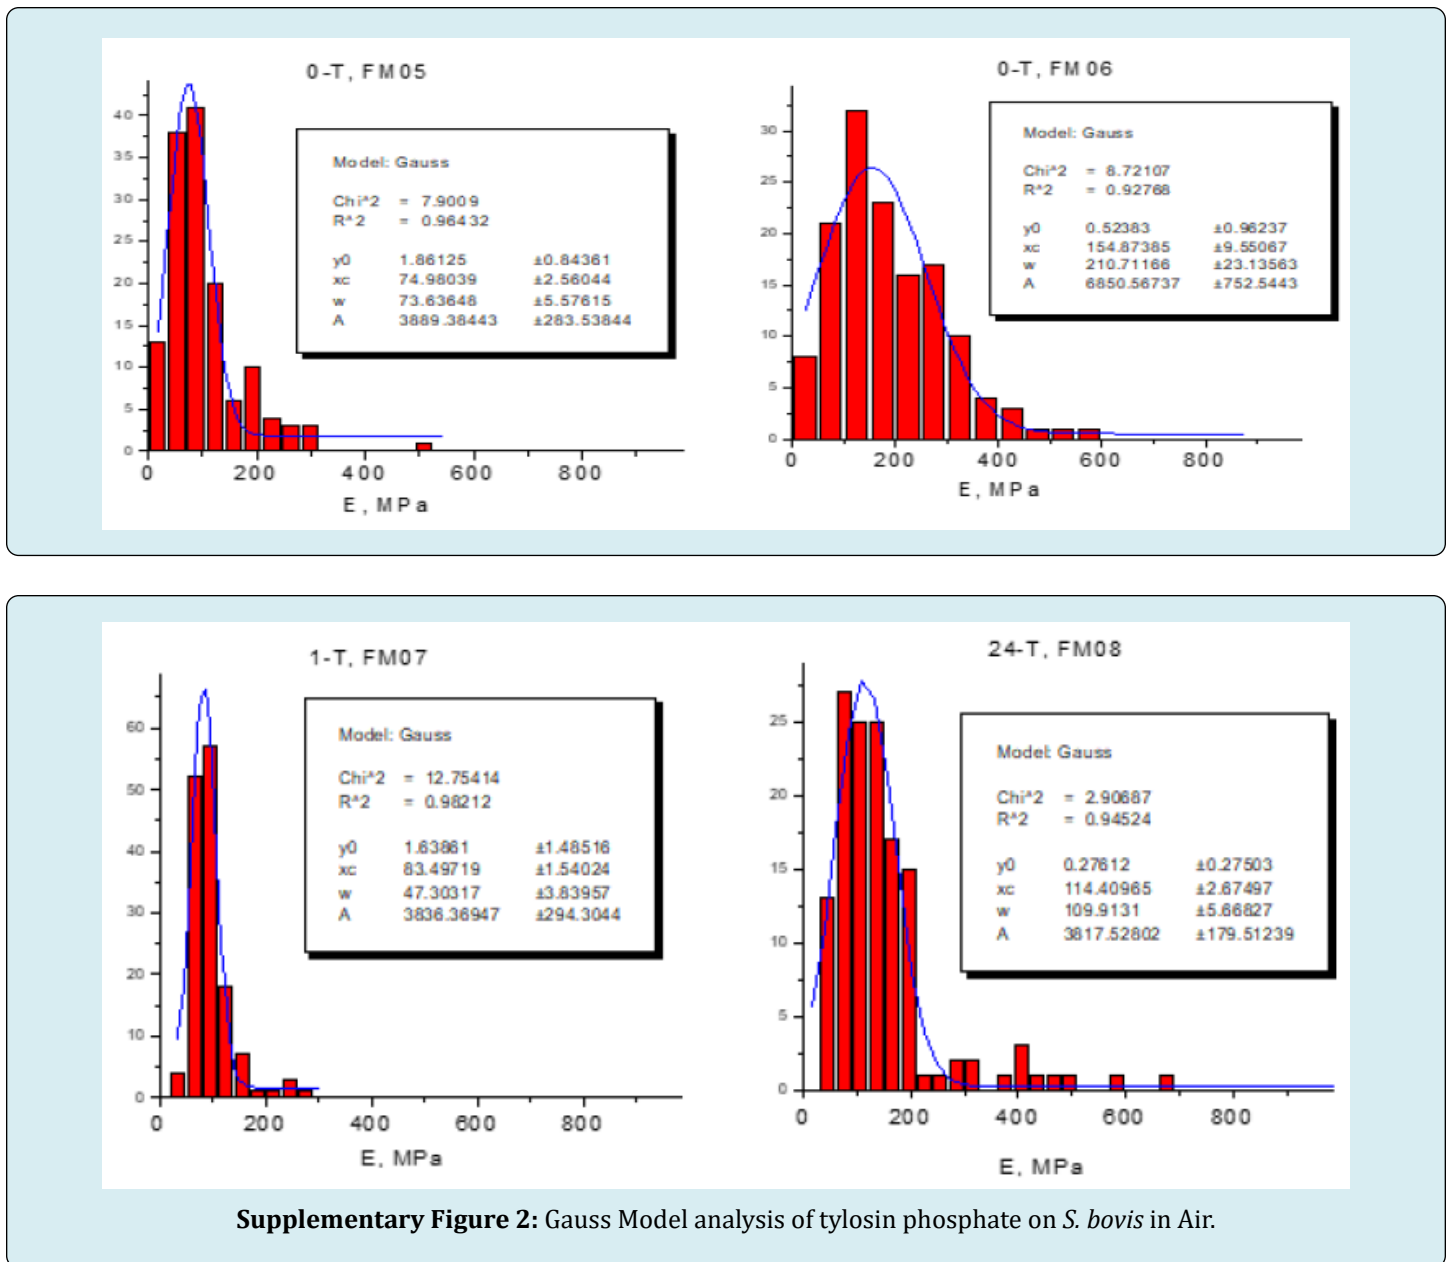 0-T, FM05
40
35
30
25
20
15
10
5
0
0 200 400 600 800
E, MPa
Model: Gauss
Chi^2 = 7.9009
R^2 = 0.96432
y0 1.86125 ±0.84361
xc 74.98039 ±2.56044
w 73.63648 ±5.57615
A 3889.38443 ±283.53844
0-T, FM06
30
25
20
15
10
5
0
0 200 400 600 800
E, MPa
Model: Gauss
Chi^2 = 8.72107
R^2 = 0.92768
y0 0.52383 ±0.96237
xc 154.87385 ±9.55067
w 210.71166 ±23.13563
A 6850.56737 ±752.5443
1-T, FM07
60
50
40
30
20
10
0
0 200 400 600 800
E, MPa
Model: Gauss
Chi^2 = 12.75414
R^2 = 0.98212
y0 1.63861 ±1.48516
xc 83.49719 ±1.54024
w 47.30317 ±3.83957
A 3836.36947 ±294.3044
24-T, FM08
25
20
15
10
5
0
0 200 400 600 800
E, MPa
Model: Gauss
Chi^2 = 2.90687
R^2 = 0.94524
y0 0.27612 ±0.27503
xc 114.40965 ±2.67497
w 109.9131 ±5.66827
A 3817.52802 ±179.51239
Supplementary Figure 2: Gauss Model analysis of tylosin phosphate on S. bovis in Air.